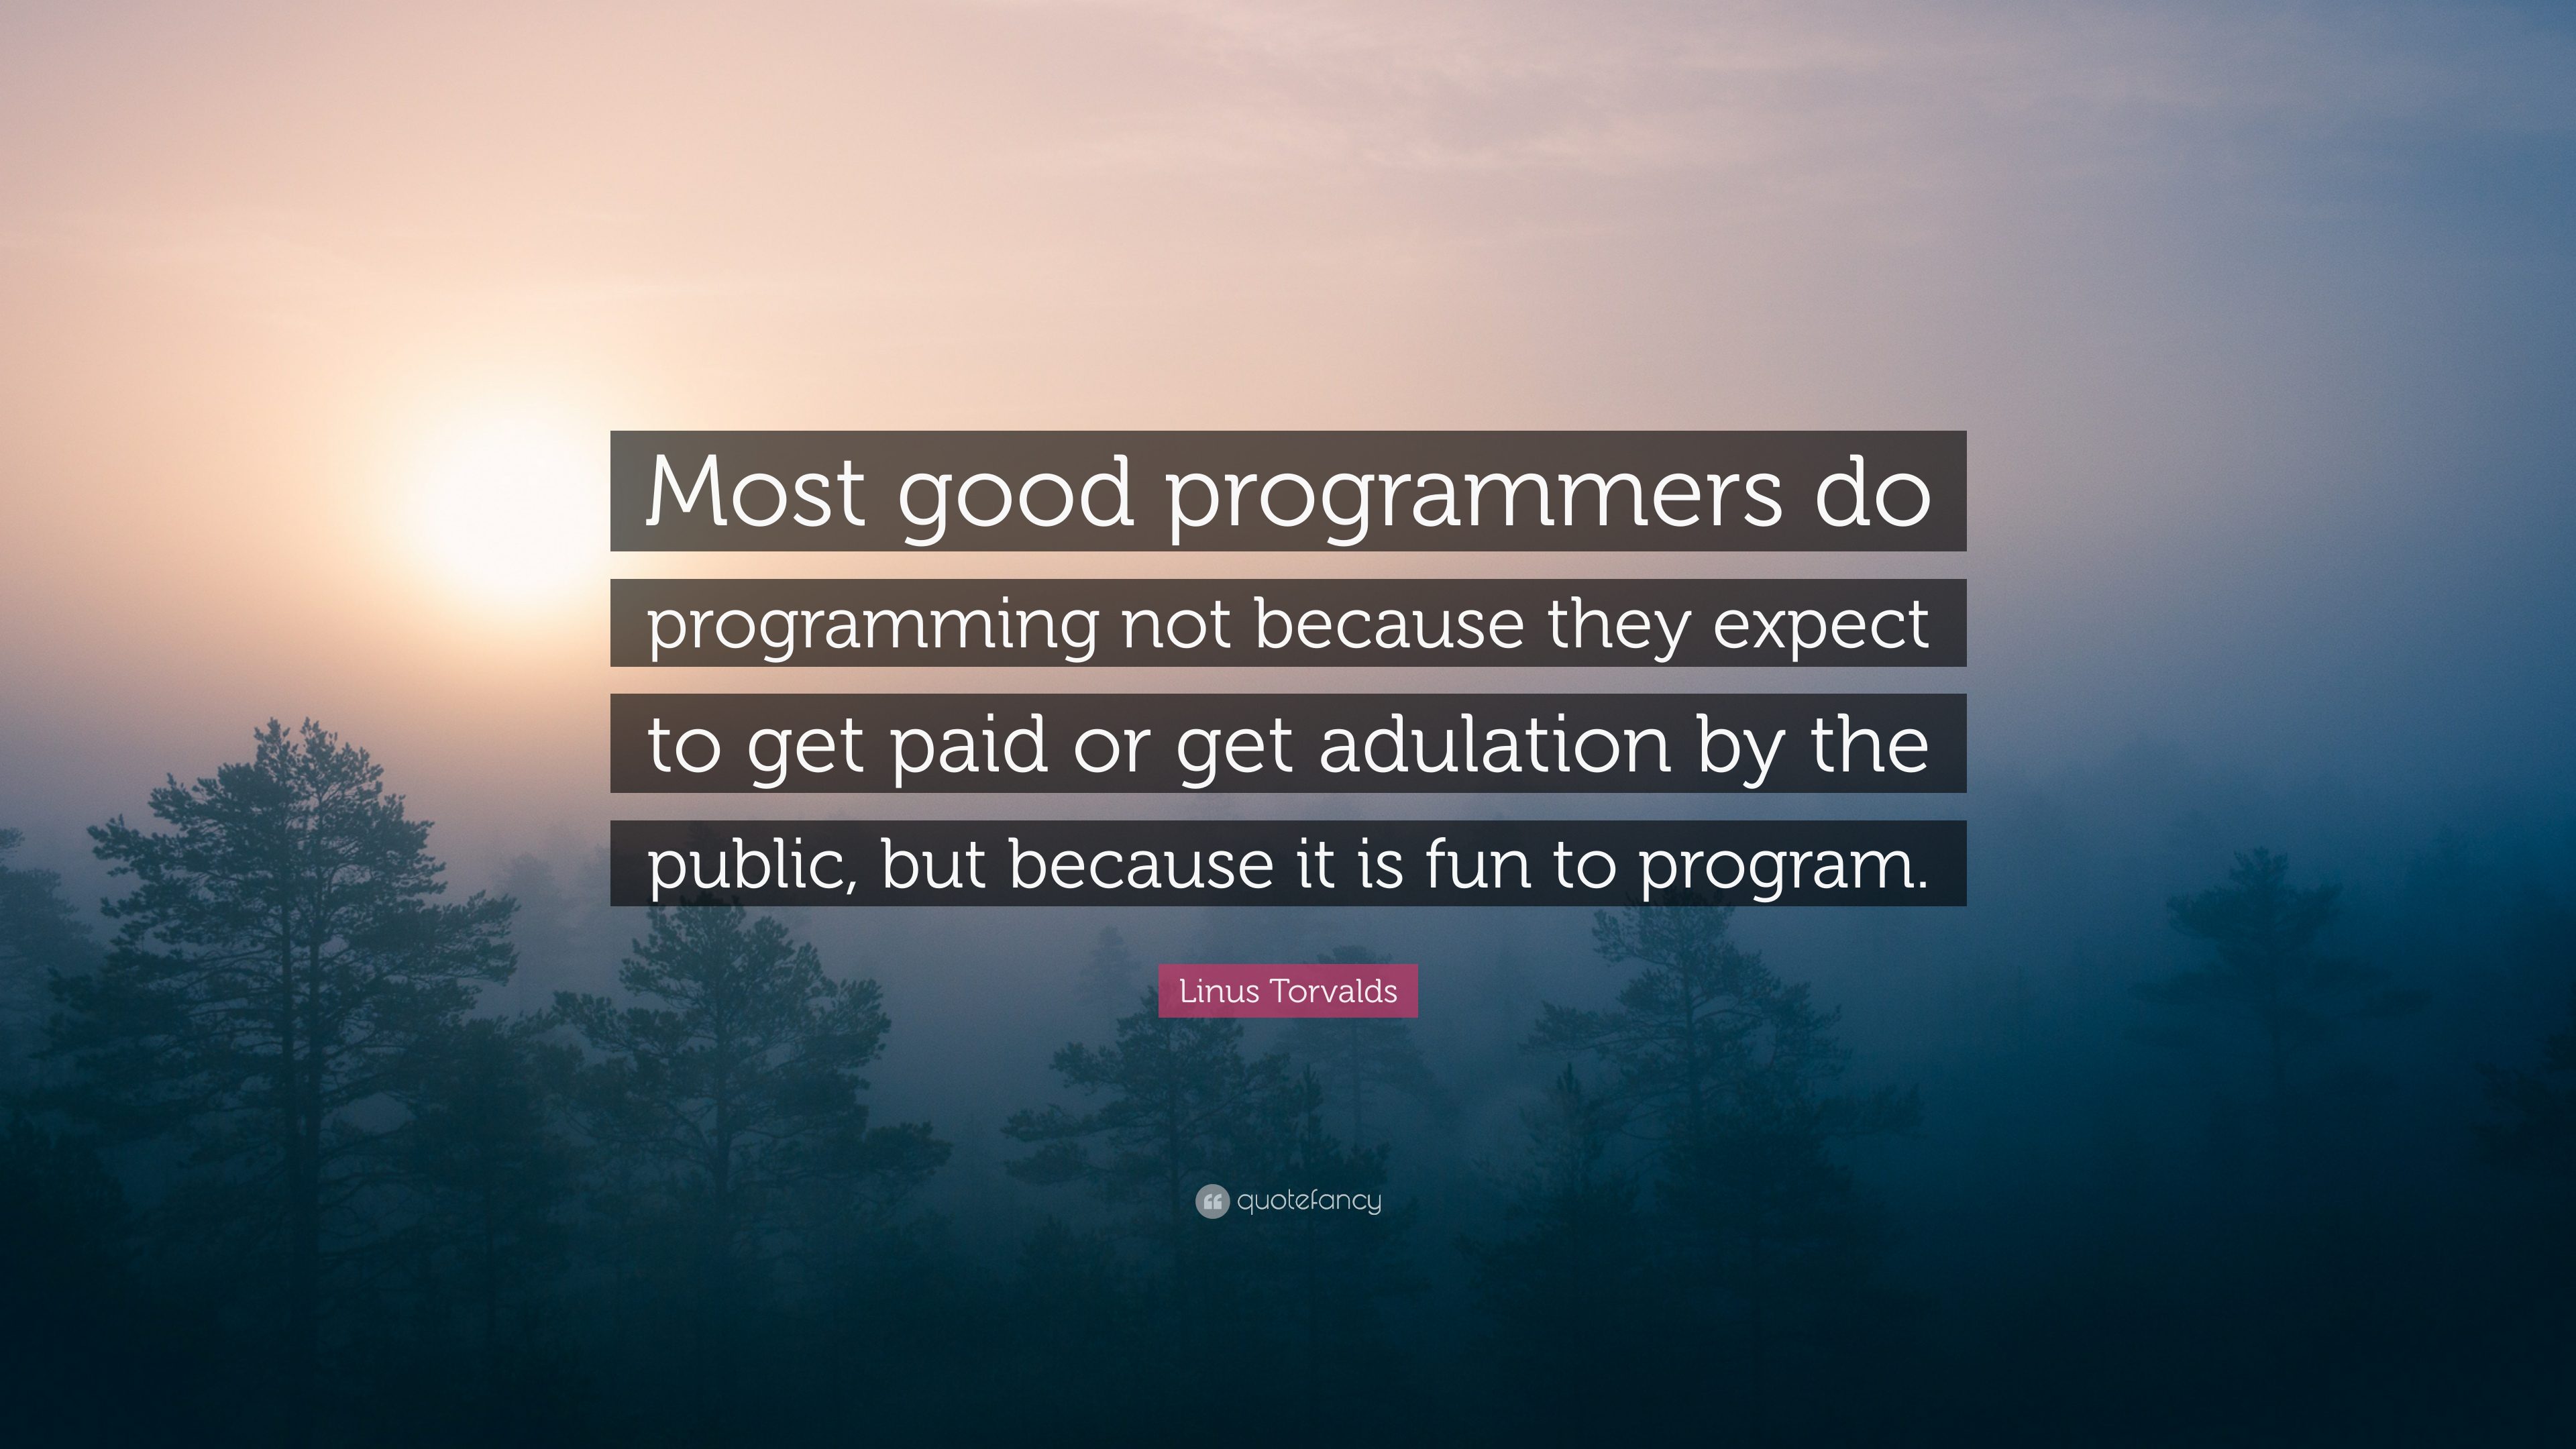 Most good programmers do
programming not because they expect
to get paid or get adulation by the
public, but because it is fun to program.
Linus Torvalds
quotefancy